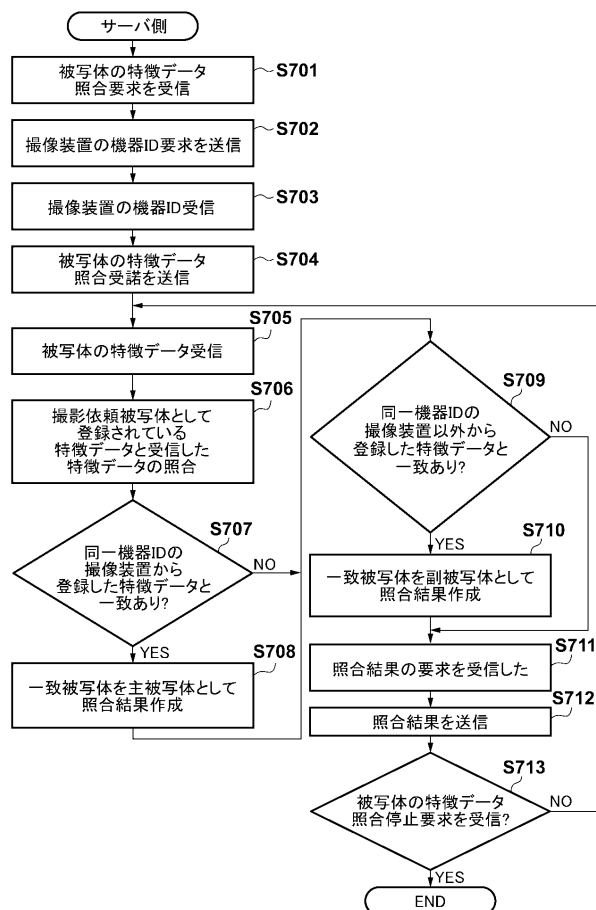 サーバ側
被写体の特徴データ
照合要求を受信
S701
撮像装置の機器ID要求を送信
S702
撮像装置の機器ID受信
S703
被写体の特徴データ
照合受諾を送信
S704
被写体の特徴データ受信
S705
撮影依頼被写体として
登録されている
特徴データと受信した
特徴データの照合
S706
同一機器IDの
撮像装置から
登録した特徴データと
一致あり?
S707
NO
YES
一致被写体を主被写体として
照合結果作成
S708
同一機器IDの
撮像装置以外から
登録した特徴データと
一致あり?
S709
NO
YES
一致被写体を副被写体として
照合結果作成
S710
照合結果の要求を受信した
S711
照合結果を送信
S712
被写体の特徴データ
照合停止要求を受信?
S713
NO
YES
END